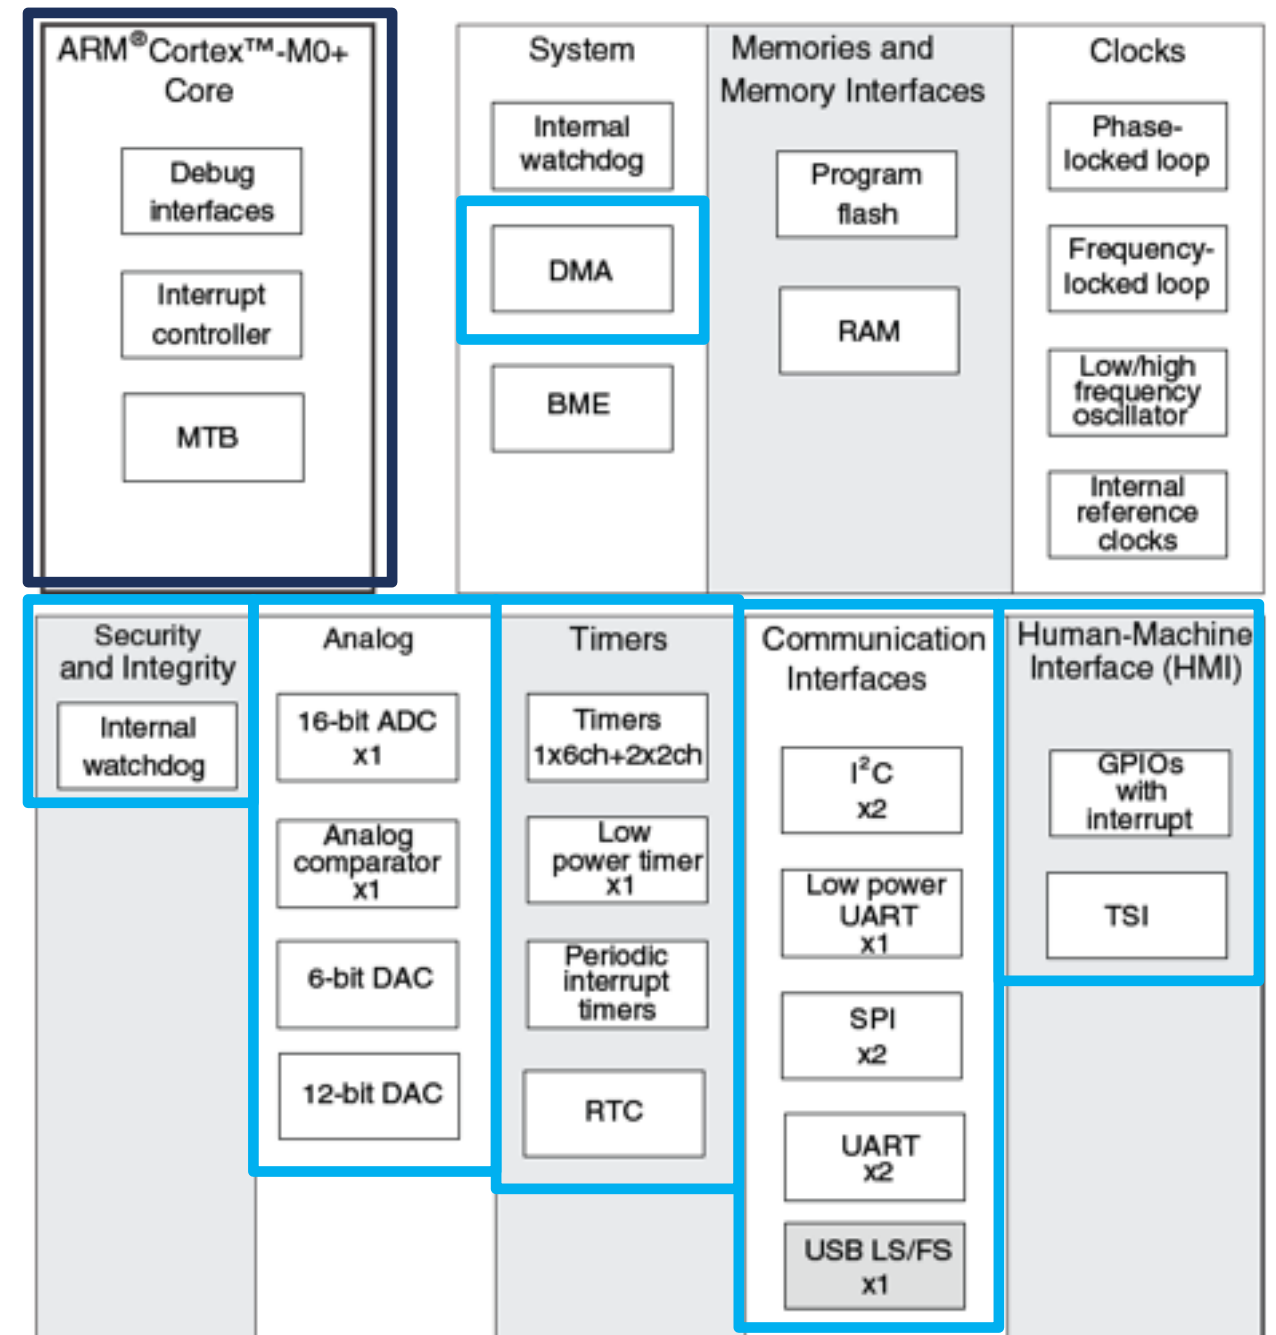 ARM®Cortex™-M0+
Core
Debug
interfaces
Interrupt
controller
MTB
System
Internal
watchdog
DMA
BME
Memories and
Memory Interfaces
Program
flash
RAM
Clocks
Phase-
locked loop
Frequency-
locked loop
Low/high
frequency
oscillator
Internal
reference
clocks
Security
and Integrity
Internal
watchdog
Analog
16-bit ADC
x1
Analog
comparator
x1
6-bit DAC
12-bit DAC
Timers
Timers
1x6ch+2x2ch
Low
power timer
x1
Periodic
interrupt
timers
RTC
Communication
Interfaces
I²C
x2
Low power
UART
x1
SPI
x2
UART
x2
USB LS/FS
x1
Human-Machine
Interface (HMI)
GPIOs
with
interrupt
TSI